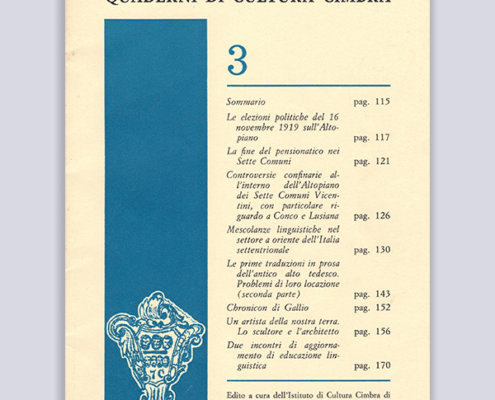 QUADERNI DI CULTURA CIMBRA
3
Sommario pag. 115
Le elezioni politiche del 16
novembre 1919 sull'Alto-
piano pag. 117
La fine del pensionatico nei
Sette Comuni pag. 121
Controversie confinarie al-
l'interno dell'Altopiano
dei Sette Comuni Vicen-
tini, con particolare ri-
guardo a Conco e Lusiana pag. 126
Mescolanze linguistiche nel
settore a oriente dell'Italia
settentrionale pag. 130
Le prime traduzioni in prosa
dell'antico alto tedesco.
Problemi di loro locazione
(seconda parte) pag. 143
Chronicon di Gallio pag. 152
Un artista della nostra terra.
Lo scultore e l'architetto pag. 156
Due incontri di aggiorna-
mento di educazione lin-
guistica pag. 170
Edito a cura dell'Istituto di Cultura Cimbra di